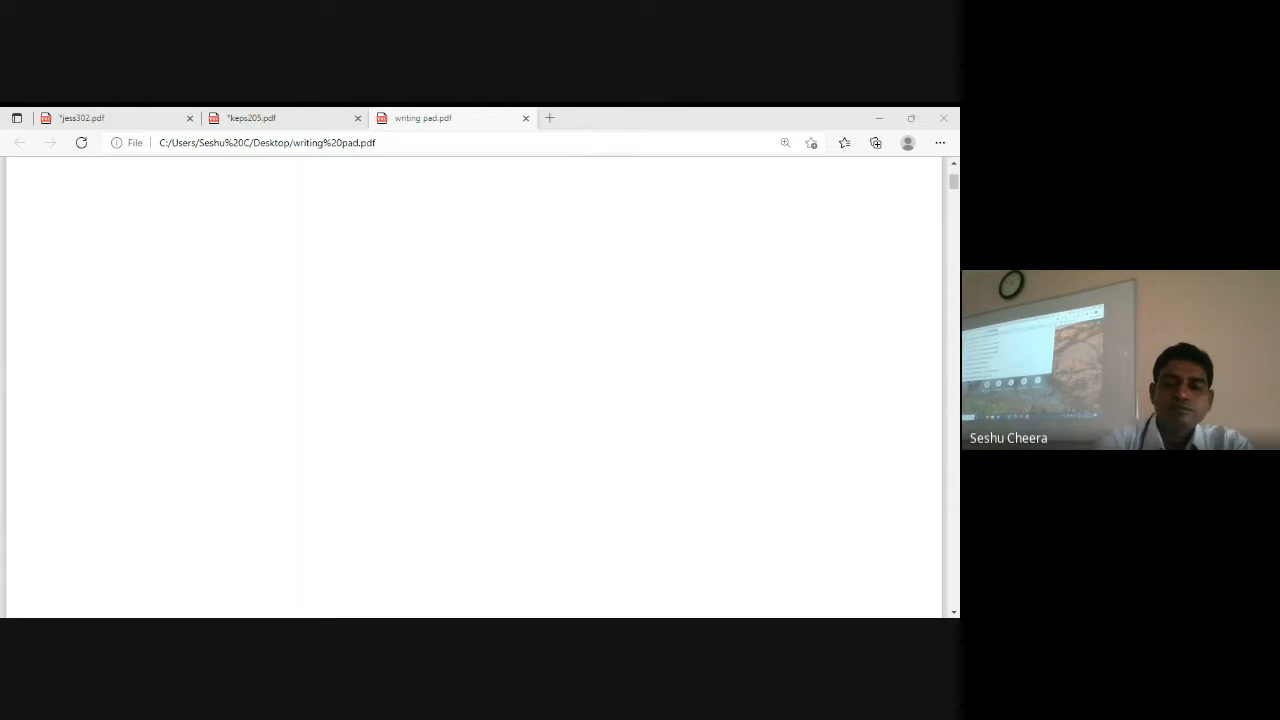 *jess302.pdf
*keps205.pdf
writing pad.pdf
File
C:/Users/Seshu%20C/Desktop/writing%20pad.pdf
Seshu Cheera